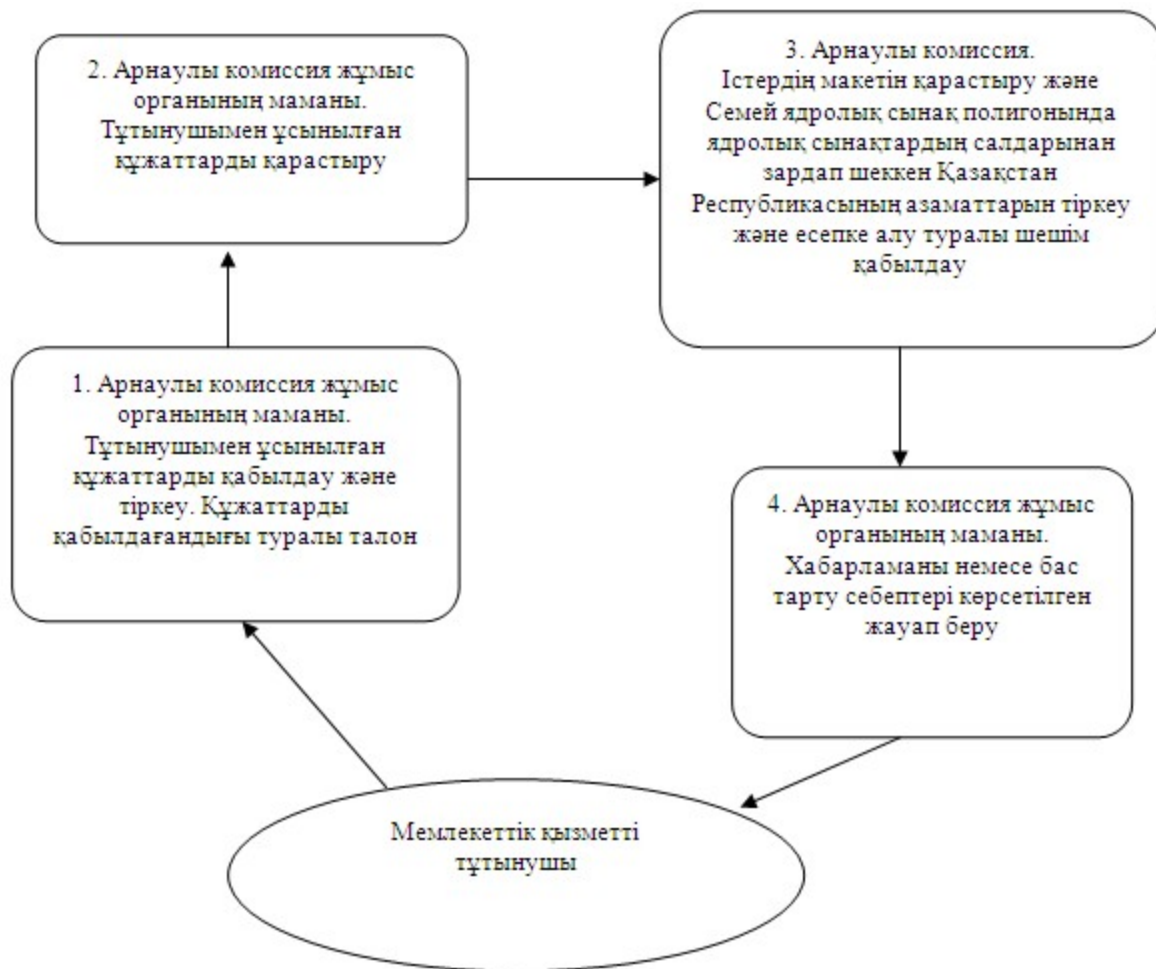 2. Арнаулы комиссия жұмыс
органының маманы.
Тұтынушымен ұсынылған
құжаттарды қарастыру
3. Арнаулы комиссия.
Істердің макетін қарастыру және
Семей ядролық сынақ полигонында
ядролық сынақтардың салдарынан
зардап шеккен Қазақстан
Республикасының азаматтарын тіркеу
және есепке алу туралы шешім
қабылдау
1. Арнаулы комиссия жұмыс
органының маманы.
Тұтынушымен ұсынылған
құжаттарды қабылдау және
тіркеу. Құжаттарды
қабылдағандығы туралы талон
4. Арнаулы комиссия жұмыс
органының маманы.
Хабарламаны немесе бас
тарту себептері көрсетілген
жауап беру
Мемлекеттік қызметті
тұтынушы